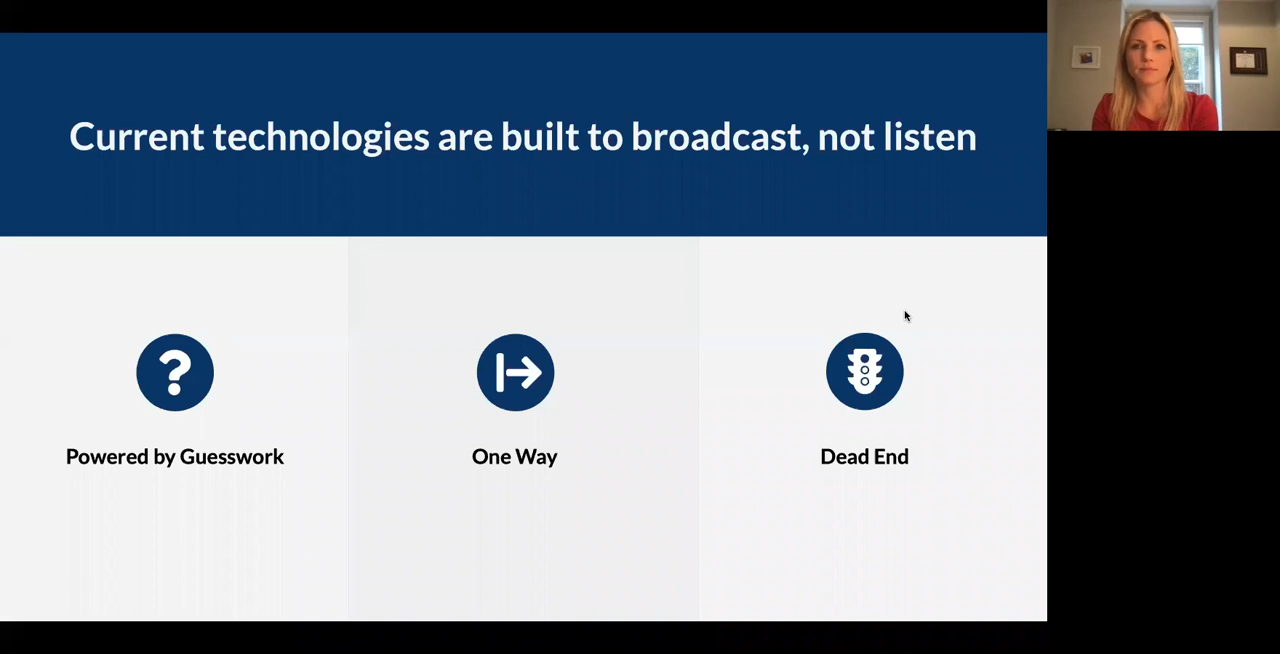 Current technologies are built to broadcast, not listen
Powered by Guesswork
One Way
Dead End